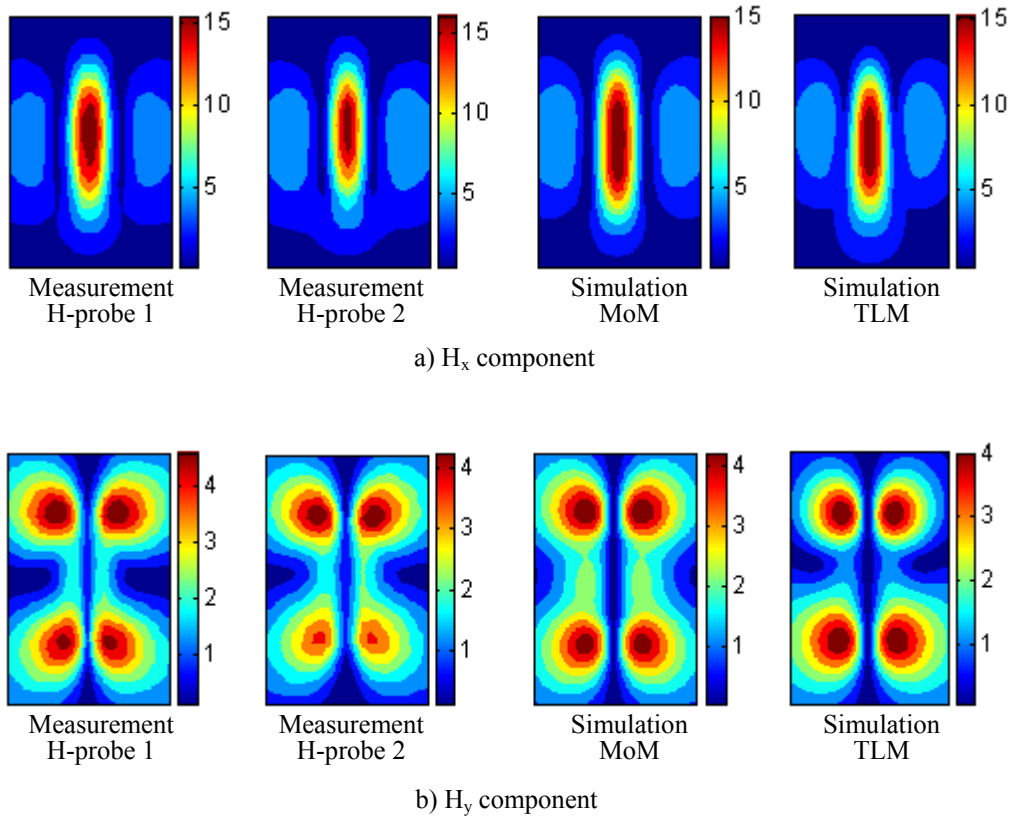 15
10
5
Measurement
H-probe 1
15
10
5
Measurement
H-probe 2
15
10
5
Simulation
MoM
15
10
5
Simulation
TLM
a) Hx component
4
3
2
1
Measurement
H-probe 1
4
3
2
1
Measurement
H-probe 2
4
3
2
1
Simulation
MoM
4
3
2
1
Simulation
TLM
b) Hy component